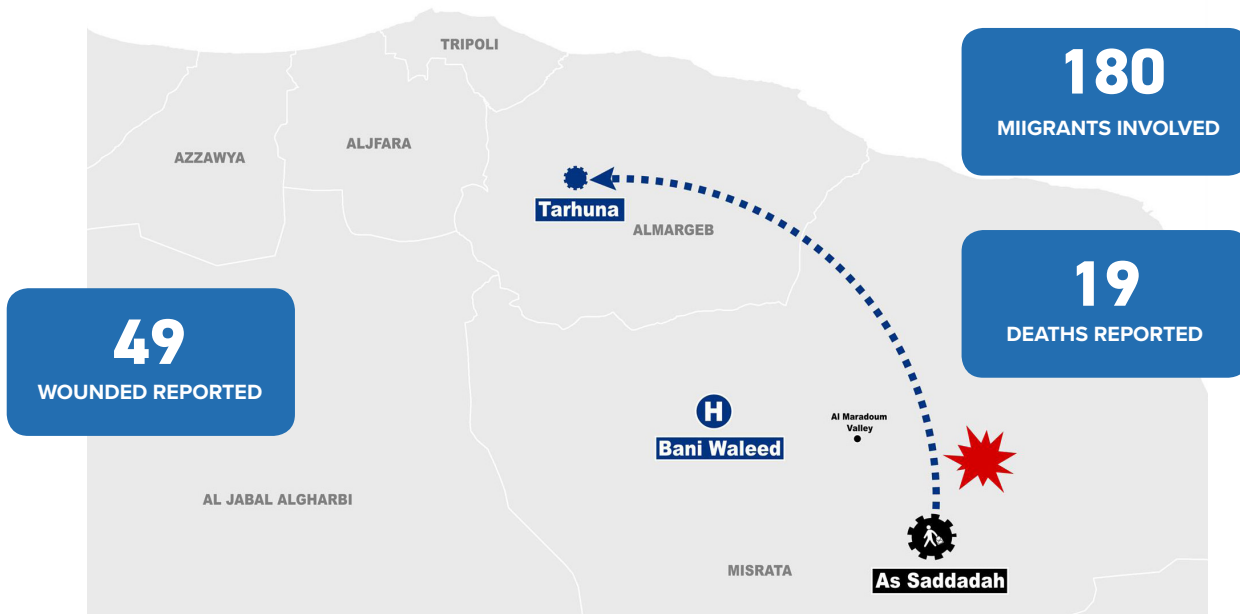 TRIPOLI
180
MIIGRANTS INVOLVED
ALJFARA
AZZAWYA
Tarhuna
ALMARGEB
19
DEATHS REPORTED
49
WOUNDED REPORTED
H
Bani Waleed
Al Maradoum
Valley
AL JABAL ALGHARBI
MISRATA
As Saddadah